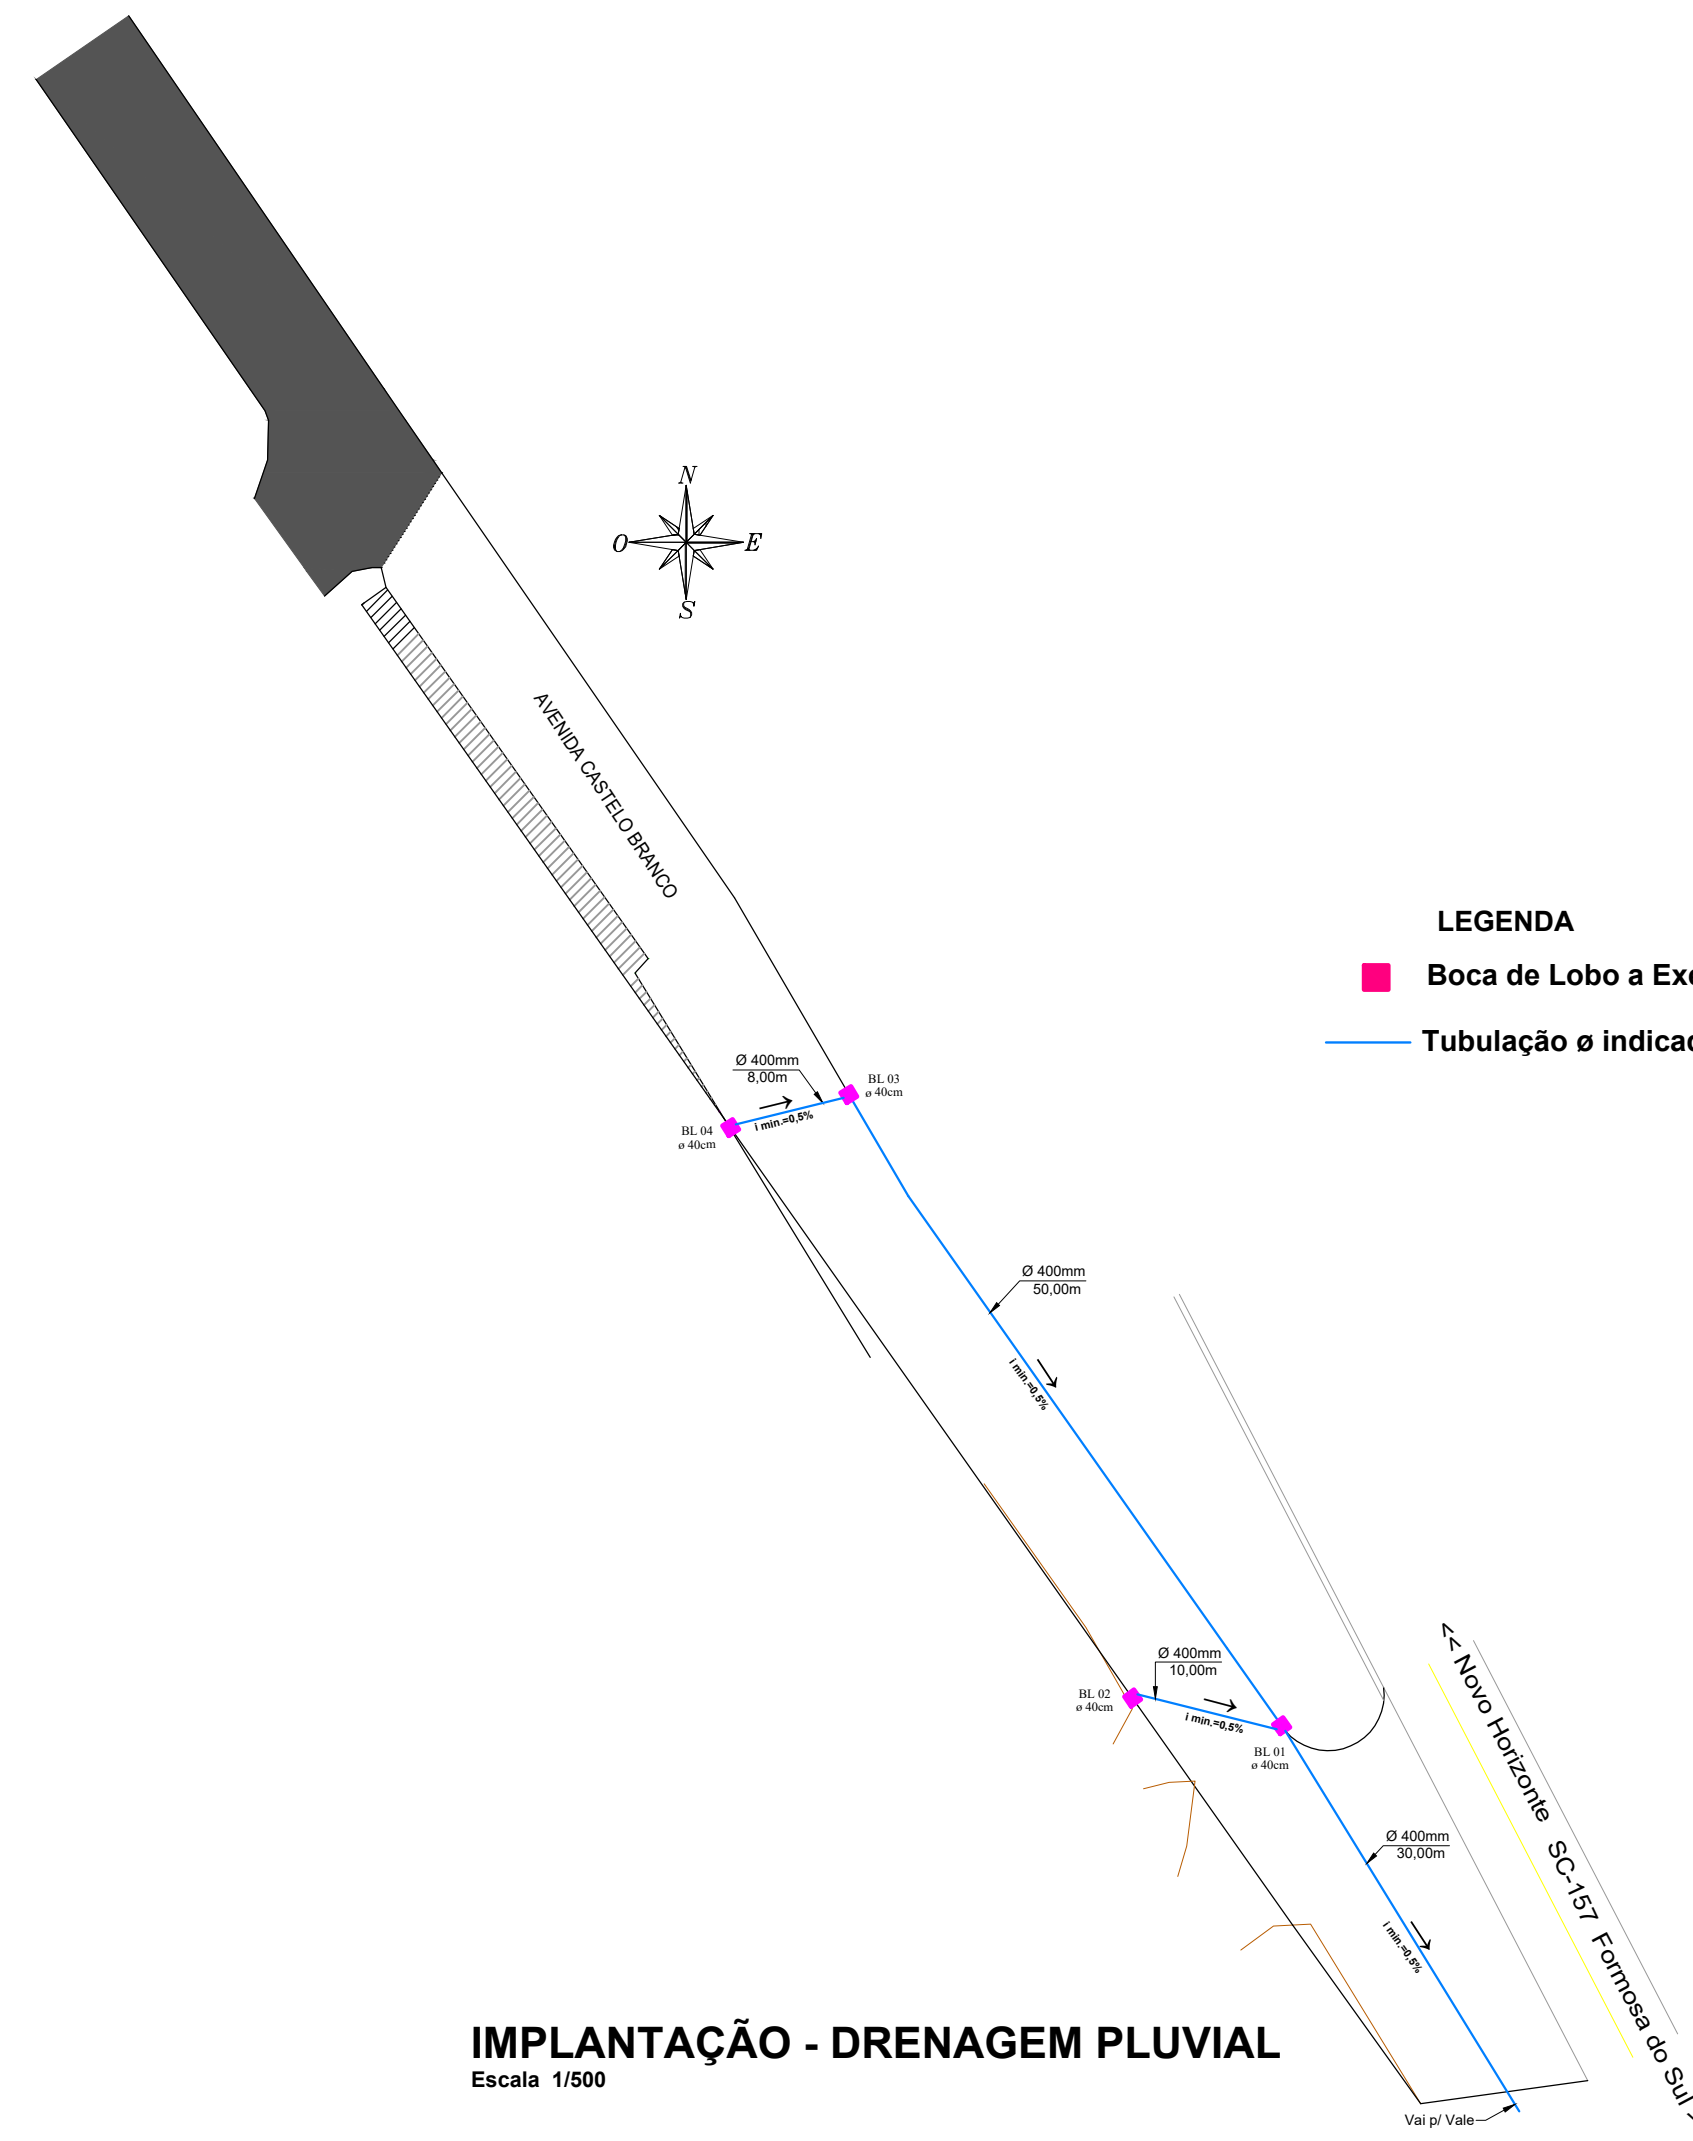 N
O
E
S
AVENIDA CASTELO BRANCO
LEGENDA
Boca de Lobo a
Tubulação ø
Ø 400mm
8,00m
BL 03
ø 40cm
i min.=0,5%
BL 04
ø 40cm
Ø 400mm
50,00m
i min.=0,5%
<< Novo Horizonte SC-157 Formosa do Sul
Ø 400mm
10,00m
BL 02
ø 40cm
i min.=0,5%
BL 01
ø 40cm
Ø 400mm
30,00m
i min.=0,5%
IMPLANTAÇÃO - DRENAGEM PLUVIAL
Escala 1/500
Vai p/ Vale